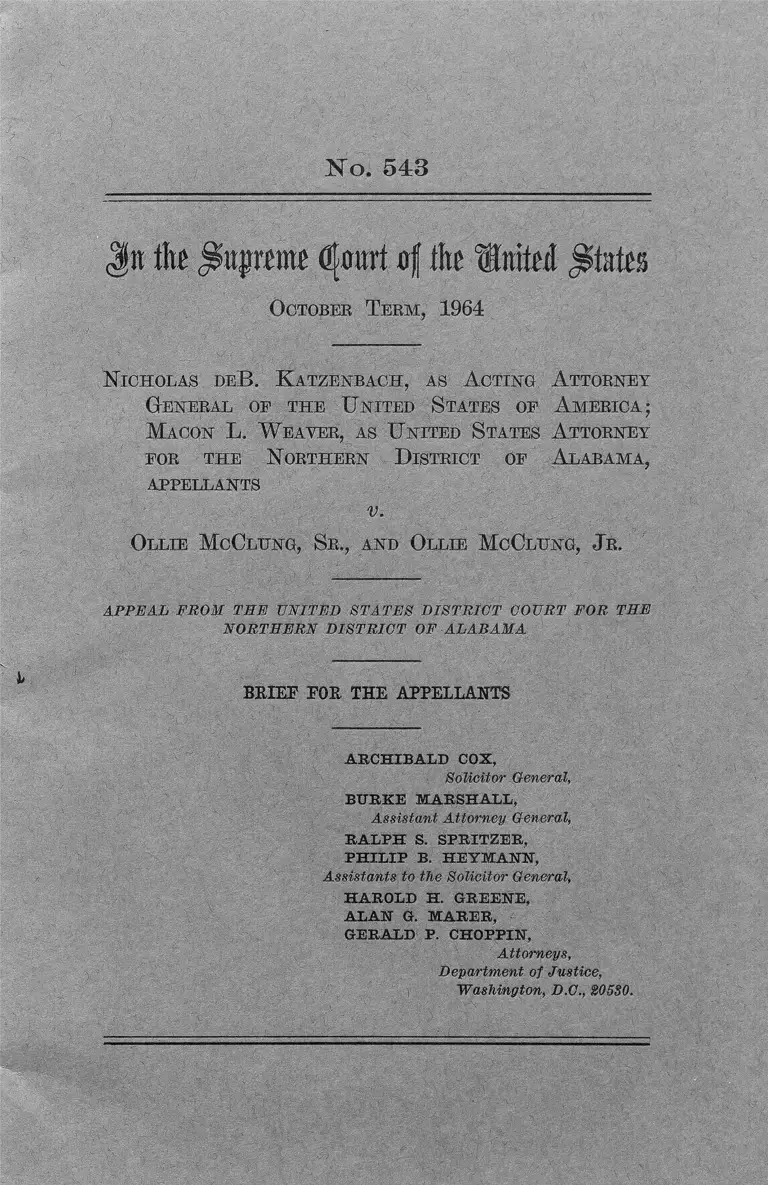 No. 543
In the Supreme Court of the United States
OCTOBER TERM, 1964
NICHOLAS DEB. KATZENBACH, AS ACTING ATTORNEY
GENERAL OF THE UNITED STATES OF AMERICA;
MACON L. WEAVER, AS UNITED STATES ATTORNEY
FOR THE NORTHERN DISTRICT OF ALABAMA,
APPELLANTS
v.
OLLIE MCCLUNG, SR., AND OLLIE MCCLUNG, JR.
APPEAL FROM THE UNITED STATES DISTRICT COURT FOR THE
NORTHERN DISTRICT OF ALABAMA
BRIEF FOR THE APPELLANTS
ARCHIBALD COX,
Solicitor General,
BURKE MARSHALL,
Assistant Attorney General,
RALPH S. SPRITZER,
PHILIP B. HEYMANN,
Assistants to the Solicitor General,
HAROLD H. GREENE,
ALAN G. MARER,
GERALD P. CHOPPIN,
Attorneys,
Department of Justice,
Washington, D.C., 20530.